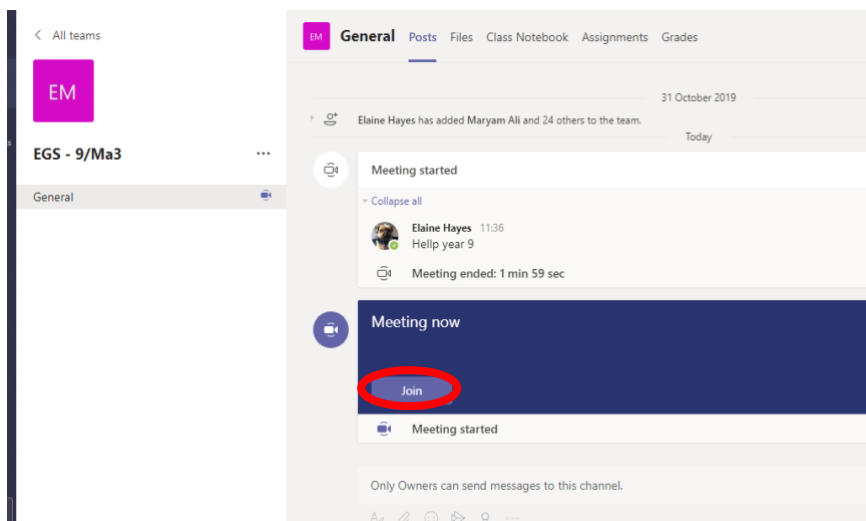 All teams
EM
EGS - 9/Ma3
General
EM General Posts Files Class Notebook Assignments Grades
31 October 2019
Elaine Hayes has added Maryam Ali and 24 others to the team.
Today
Meeting started
Collapse all
Elaine Hayes 11:36
Hellp year 9
Meeting ended: 1 min 59 sec
Meeting now
Join
Meeting started
Only Owners can send messages to this channel.